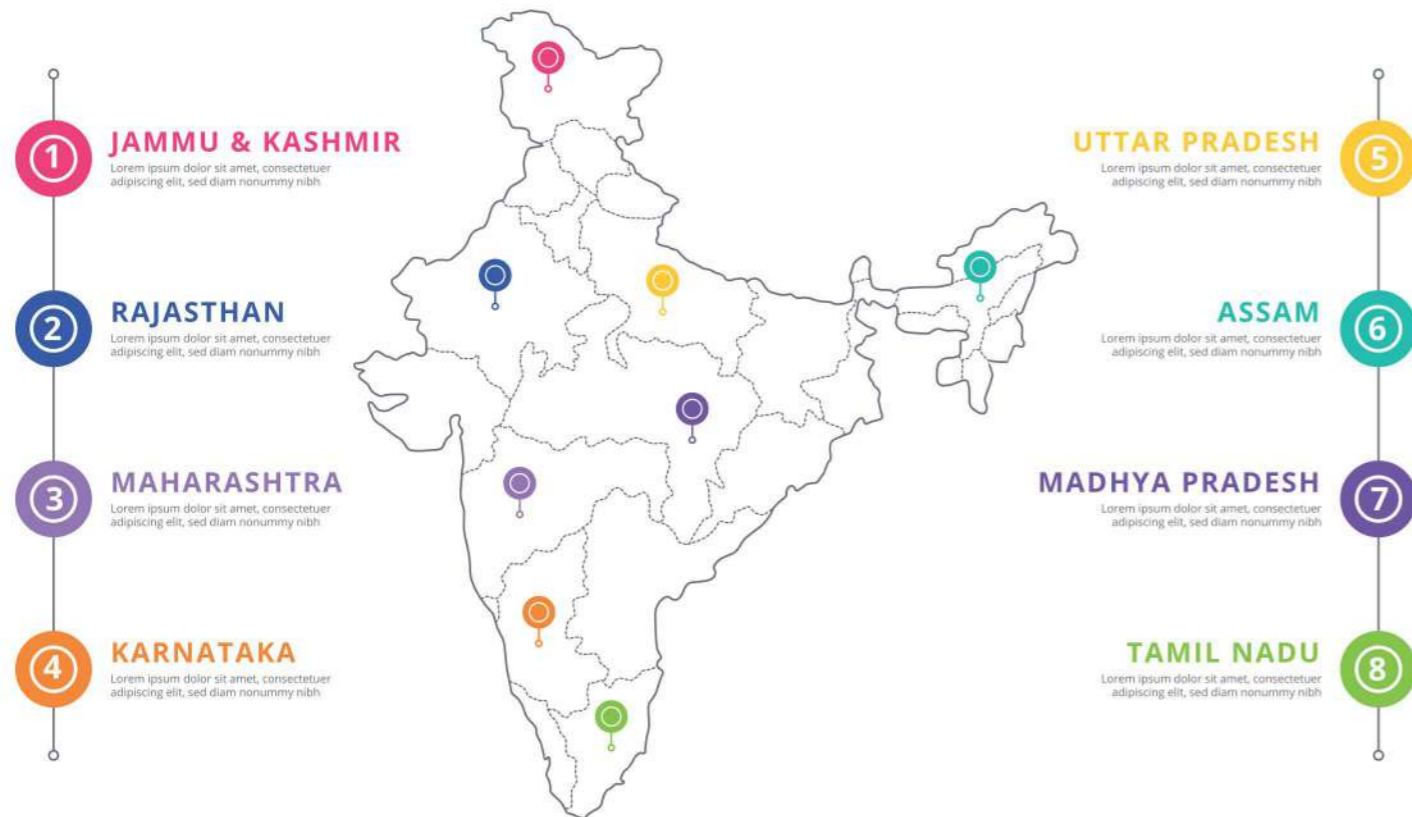 1
JAMMU & KASHMIR
Lorem ipsum dolor sit amet, consectetuer
adipiscing elit, sed diam nonummy nibh
2
RAJASTHAN
Lorem ipsum dolor sit amet, consectetuer
adipiscing elit, sed diam nonummy nibh
3
MAHARASHTRA
Lorem ipsum dolor sit amet, consectetuer
adipiscing elit, sed diam nonummy nibh
4
KARNATAKA
Lorem ipsum dolor sit amet, consectetuer
adipiscing elit, sed diam nonummy nibh
UTTAR PRADESH
5
Lorem ipsum dolor sit amet, consectetuer
adipiscing elit, sed diam nonummy nibh
ASSAM
6
Lorem ipsum dolor sit amet, consectetuer
adipiscing elit, sed diam nonummy nibh
MADHYA PRADESH
7
Lorem ipsum dolor sit amet, consectetuer
adipiscing elit, sed diam nonummy nibh
TAMIL NADU
8
Lorem ipsum dolor sit amet, consectetuer
adipiscing elit, sed diam nonummy nibh